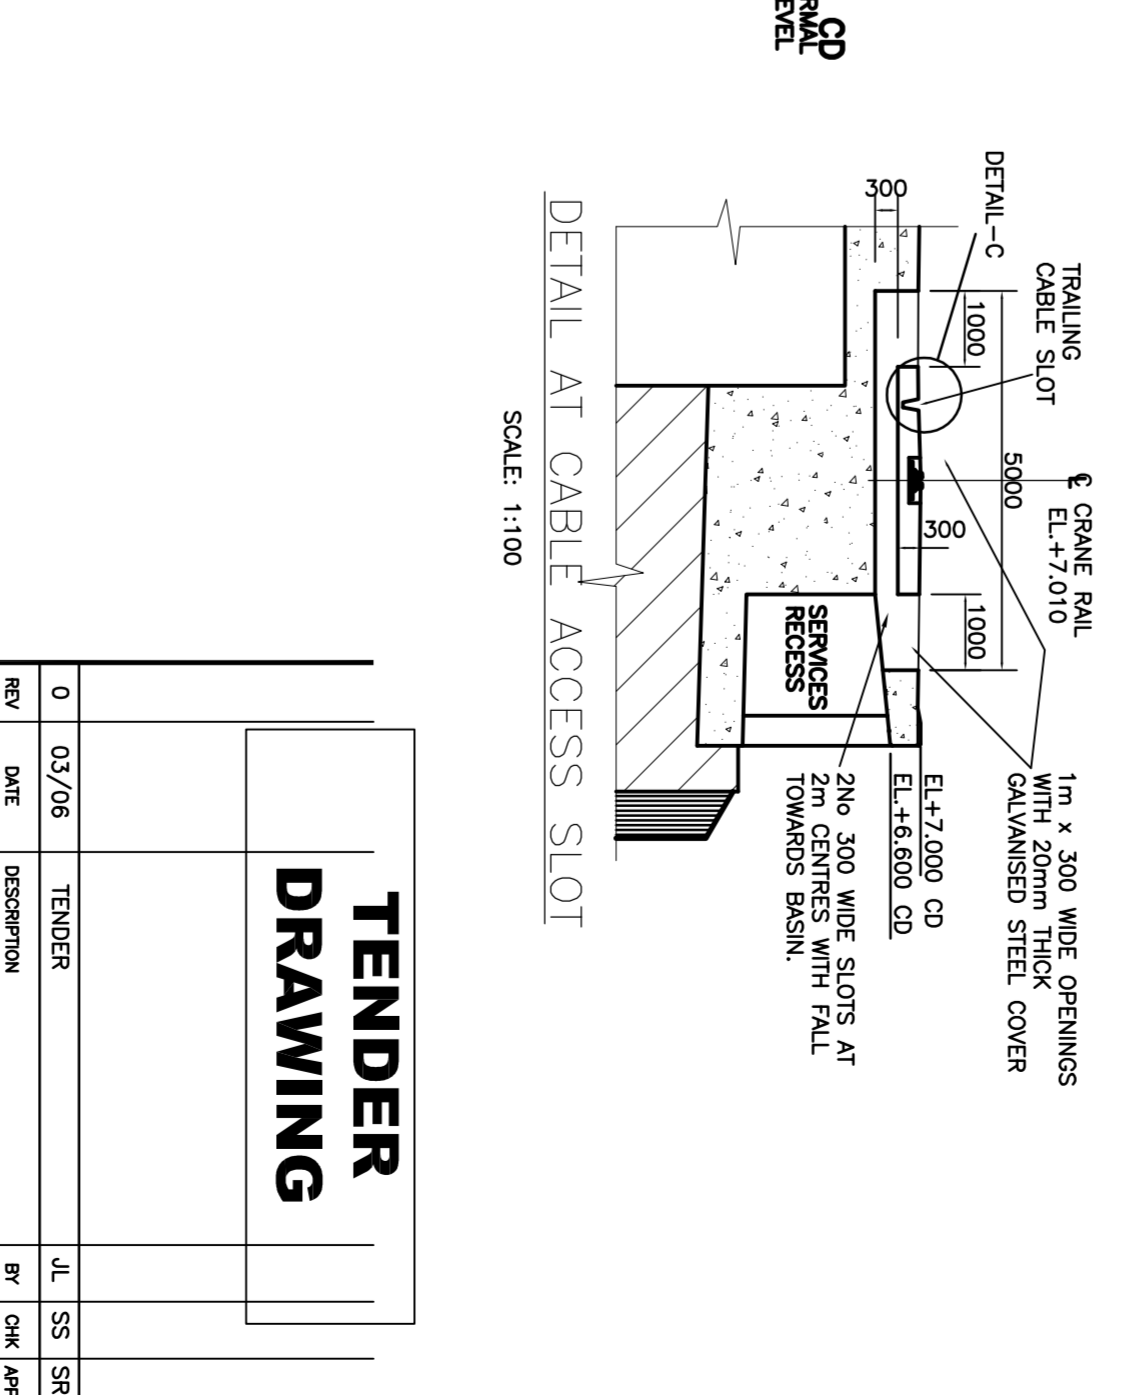 CD
DETAIL-C
TRAILING
CABLE SLOT
℄ CRANE RAIL
EL.+7.010
300
1000
5000
300
1000
SERVICES
RECESS
1m x 300 WIDE OPENINGS
WITH 20mm THICK
GALVANISED STEEL COVER
EL+7.000 CD
EL.+6.600 CD
2No 300 WIDE SLOTS AT
2m CENTRES WITH FALL
TOWARDS BASIN.
DETAIL AT CABLE ACCESS SLOT
SCALE: 1:100
TENDER
DRAWING
0 03/06 TENDER JL SS SR
REV DATE DESCRIPTION BY CHK